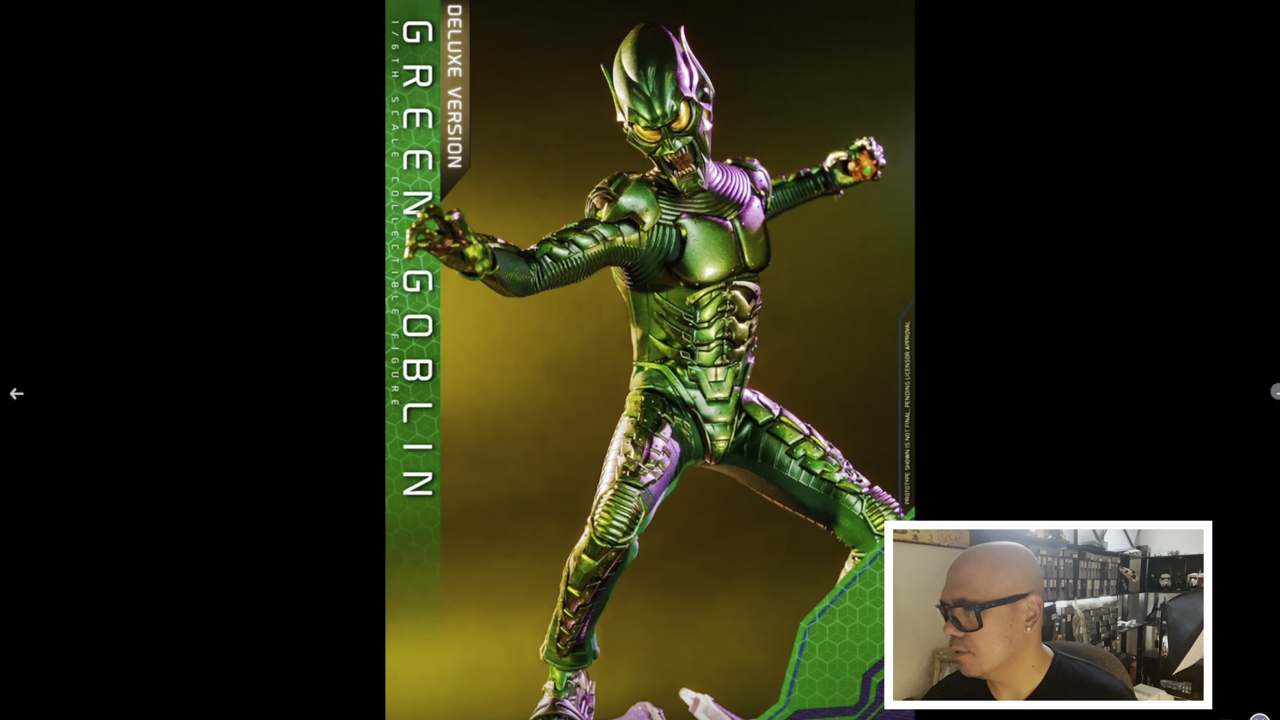 DELUXE VERSION
GREEN GOBLIN
1/6TH SCALE COLLECTIBLE FIGURE
PROTOTYPE SHOWN IS NOT FINAL, PENDING LICENSOR APPROVAL